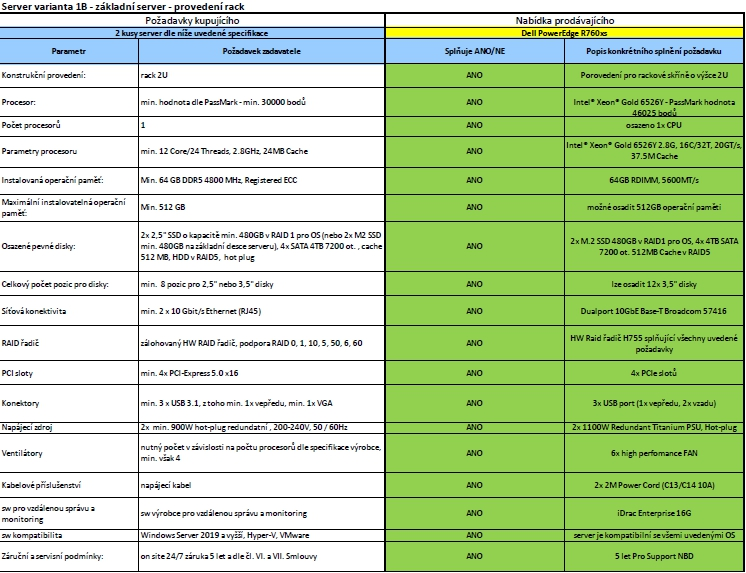 Server varianta 1B - základní server - provedení rack
Požadavky kupujícího
Nabídka prodávajícího
2 kusy server dle níže uvedené specifikace
Dell PowerEdge R760xs
Parametr
Požadavek zadavatele
Splňuje ANO/NE
Popis konkrétního splnění požadavku
Konstrukční provedení:
rack 2U
ANO
Porovedení pro rackové skříně o výšce 2U
Procesor:
min. hodnota dle PassMark - min. 30000 bodů
ANO
Intel® Xeon® Gold 6526Y - PassMark hodnota
46025 bodů
Počet procesorů
1
ANO
osazeno 1x CPU
Parametry procesoru
min. 12 Core/24 Threads, 2.8GHz, 24MB Cache
ANO
Intel® Xeon® Gold 6526Y 2.8G, 16C/32T, 20GT/s,
37.5M Cache
Instalovaná operační paměť:
Min. 64 GB DDR5 4800 MHz, Registered ECC
ANO
64GB RDIMM, 5600MT/s
Maximální instalovatelná operační
paměť:
Min. 512 GB
ANO
možné osadit 512GB operační paměti
Osazené pevné disky:
2x 2,5" SSD o kapacitě min. 480GB v RAID 1 pro OS (nebo 2x M2 SSD
min. 480GB na základní desce serveru), 4x SATA 4TB 7200 ot. , cache
512 MB, HDD v RAID5, hot plug
ANO
2x M.2 SSD 480GB v RAID1 pro OS, 4x 4TB SATA
7200 ot. 512MB Cache v RAID5
Celkový počet pozic pro disky:
min. 8 pozic pro 2,5" nebo 3,5" disky
ANO
lze osadit 12x 3,5" disky
Síťová konektivita
min. 2 x 10 Gbit/s Ethernet (RJ45)
ANO
Dualport 10GbE Base-T Broadcom 57416
RAID řadič
zálohovaný HW RAID řadič, podpora RAID 0, 1, 10, 5, 50, 6, 60
ANO
HW Raid řadič H755 splňující všechny uvedené
požadavky
PCI sloty
min. 4x PCI-Express 5.0 x16
ANO
4x PCIe slotů
Konektory
min. 3 x USB 3.1, z toho min. 1x vepředu, min. 1x VGA
ANO
3x USB port (1x vepředu, 2x vzadu)
Napájecí zdroj
2x min. 900W hot-plug redundatní , 200-240V, 50 / 60Hz
ANO
2x 1100W Redundant Titanium PSU, Hot-plug
Ventilátory
nutný počet v závislosti na počtu procesorů dle specifikace výrobce,
min. však 4
ANO
6x high perfomance FAN
Kabelové příslušenství
napájecí kabel
ANO
2x 2M Power Cord (C13/C14 10A)
sw pro vzdálenou správu a
monitoring
sw výrobce pro vzdálenou správu a monitoring
ANO
iDrac Enterprise 16G
sw kompatibilita
Windows Server 2019 a vyšší, Hyper-V, VMware
ANO
server je kompatibilní se všemi uvedenými OS
Záruční a servisní podmínky:
on site 24/7 záruka 5 let a dle čl. VI. a VII. Smlouvy
ANO
5 let Pro Support NBD